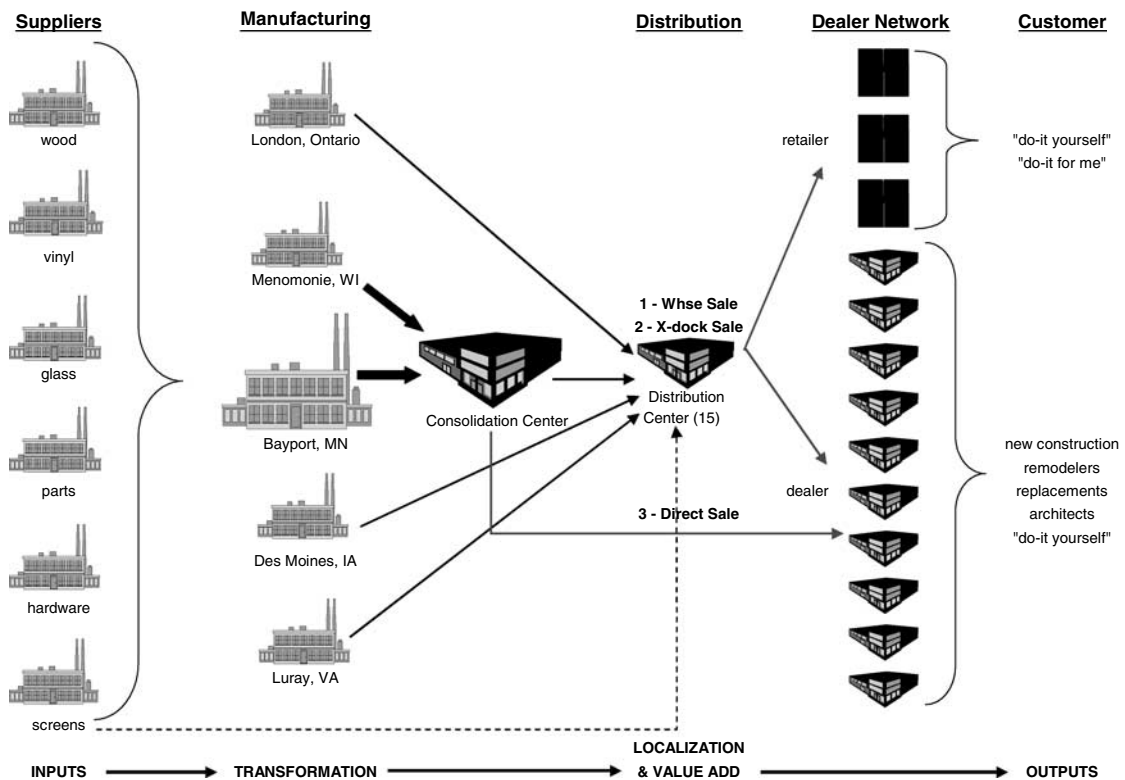 Suppliers
Manufacturing
Distribution
Dealer Network
Customer
wood
vinyl
glass
parts
hardware
screens
London, Ontario
Menomonie, WI
Bayport, MN
Des Moines, IA
Luray, VA
Consolidation Center
1 - Whse Sale
2 - X-dock Sale
Distribution
Center (15)
3 - Direct Sale
retailer
dealer
"do-it yourself"
"do-it for me"
new construction
remodelers
replacements
architects
"do-it yourself"
INPUTS
TRANSFORMATION
LOCALIZATION
& VALUE ADD
OUTPUTS